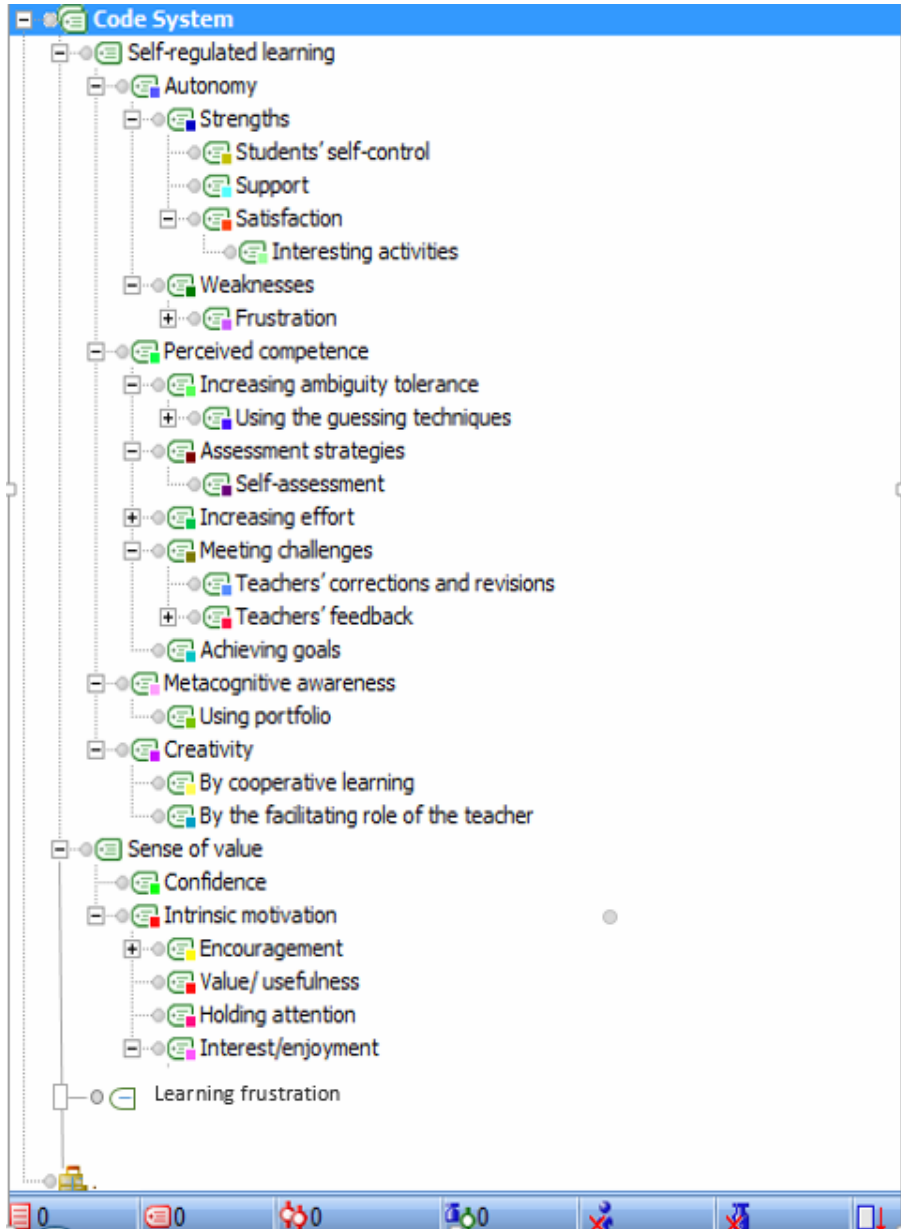 Code System
Self-regulated learning
Autonomy
Strengths
Students' self-control
Support
Satisfaction
Interesting activities
Weaknesses
Frustration
Perceived competence
Increasing ambiguity tolerance
Using the guessing techniques
Assessment strategies
Self-assessment
Increasing effort
Meeting challenges
Teachers' corrections and revisions
Teachers' feedback
Achieving goals
Metacognitive awareness
Using portfolio
Creativity
By cooperative learning
By the facilitating role of the teacher
Sense of value
Confidence
Intrinsic motivation
Encouragement
Value/ usefulness
Holding attention
Interest/enjoyment
Learning frustration
.
0 0 0 0